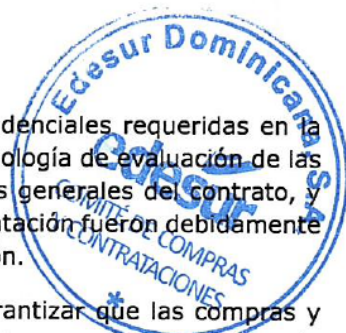 Edesur Dominicana S.A.
denciales requeridas en la
ología de evaluación de las
s generales del contrato, y
tación fueron debidamente
ón.
edesur
COMITÉ DE COMPRAS
CONTRATACIONES
rantizar que las compras y